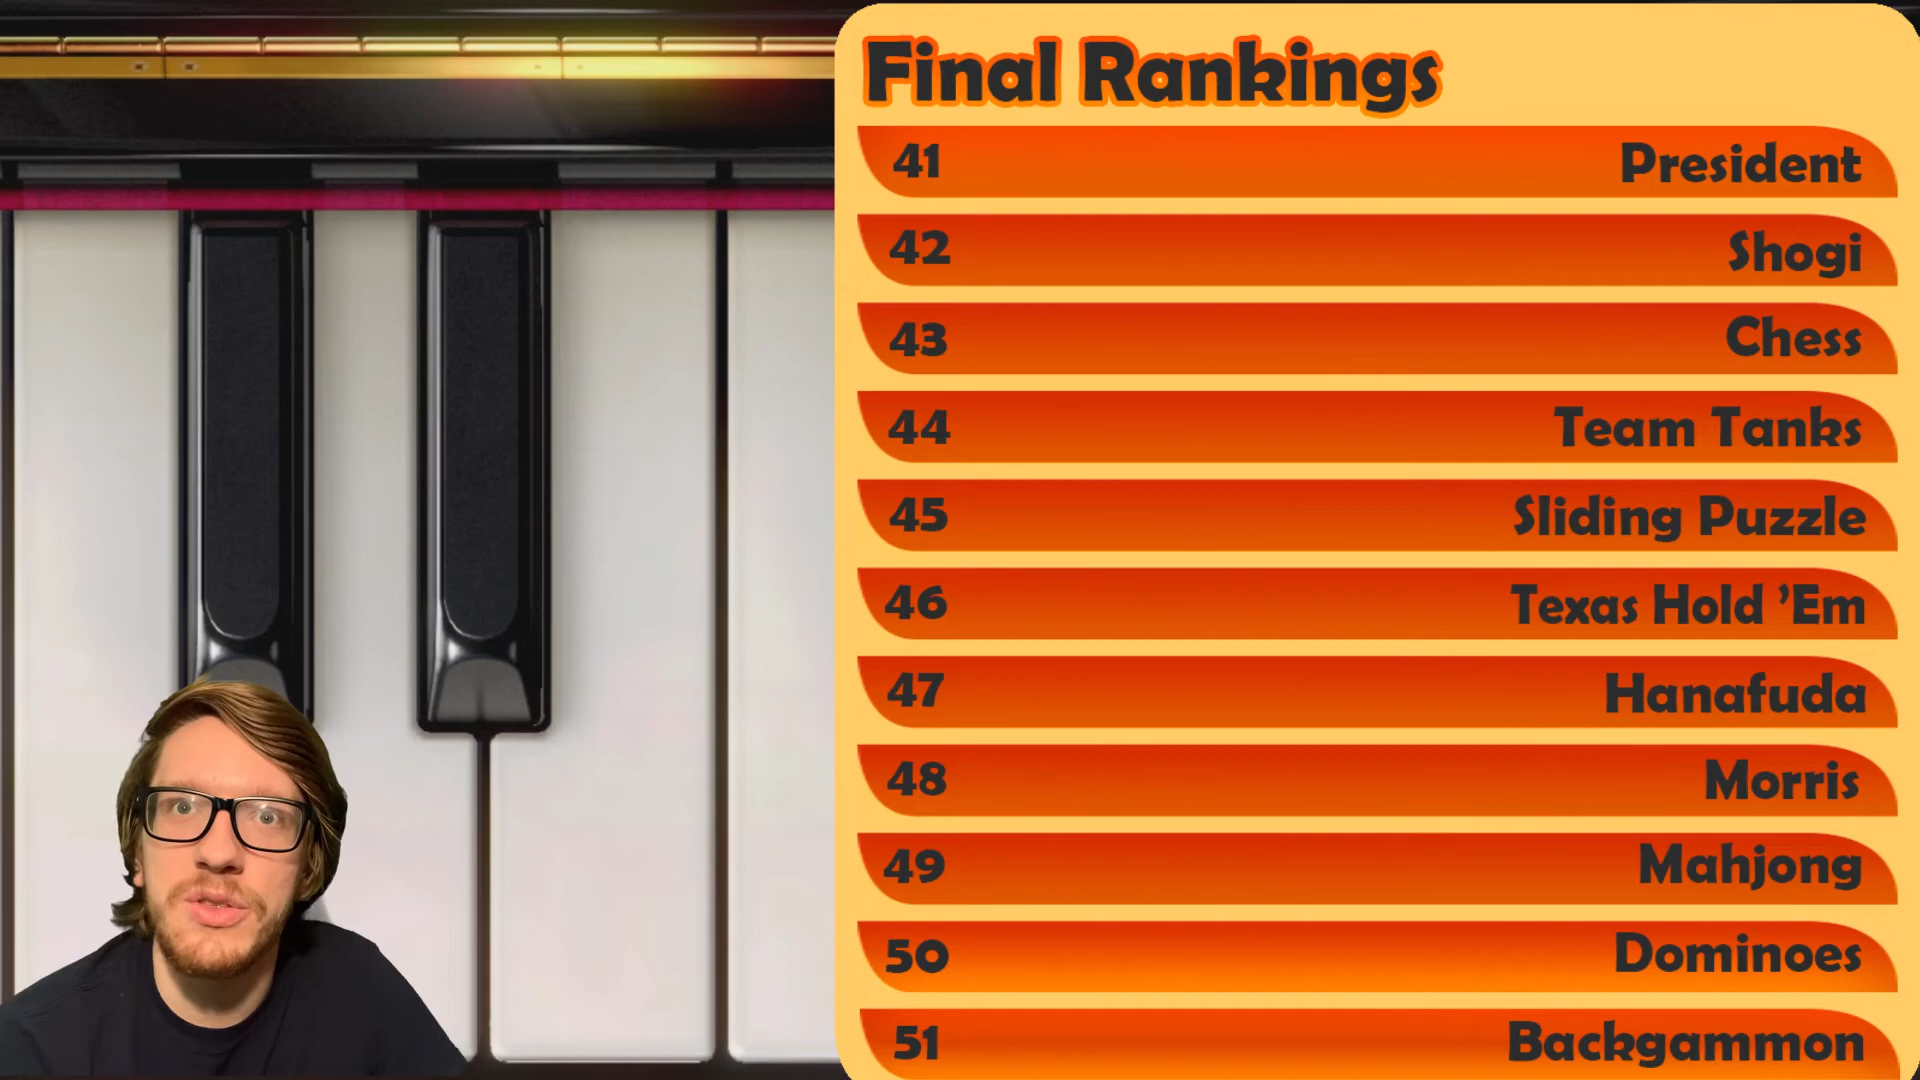 Final Rankings
41 President
42 Shogi
43 Chess
44 Team Tanks
45 Sliding Puzzle
46 Texas Hold 'Em
47 Hanafuda
48 Morris
49 Mahjong
50 Dominoes
51 Backgammon